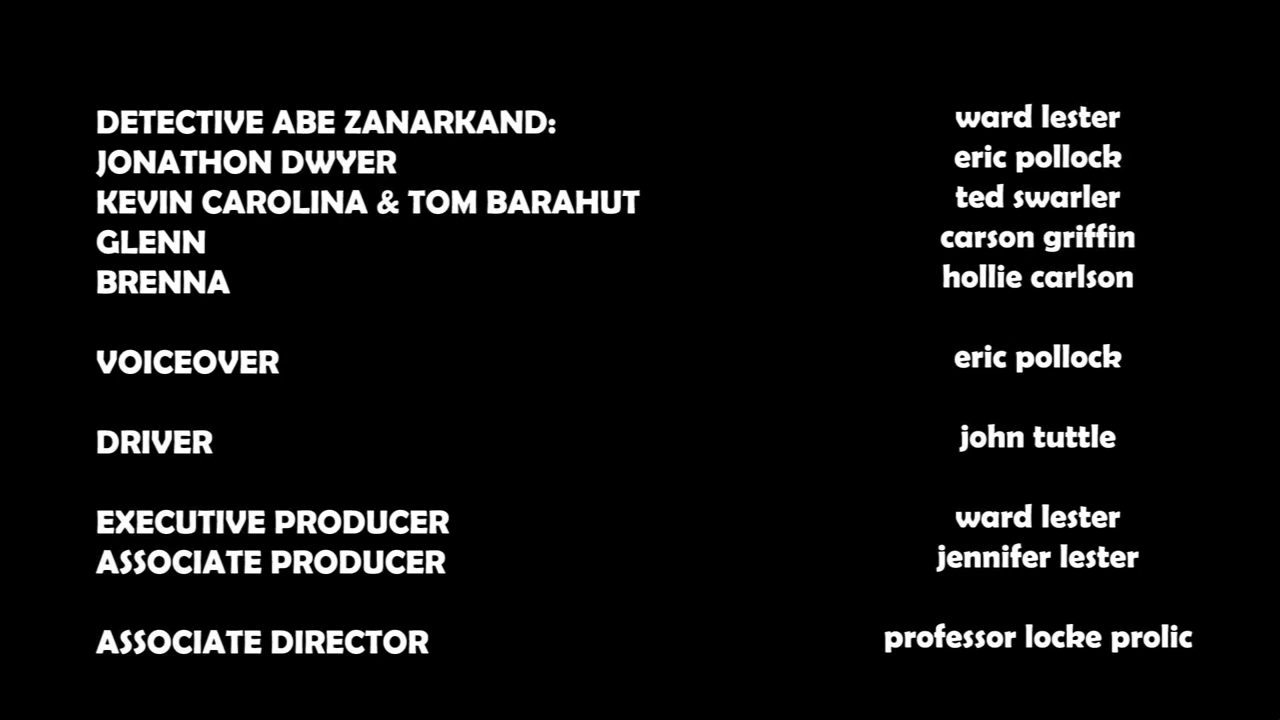 DETECTIVE ABE ZANARKAND: ward lester
JONATHON DWYER eric pollock
KEVIN CAROLINA & TOM BARAHUT ted swarler
GLENN carson griffin
BRENNA hollie carlson
VOICEOVER eric pollock
DRIVER john tuttle
EXECUTIVE PRODUCER ward lester
ASSOCIATE PRODUCER jennifer lester
ASSOCIATE DIRECTOR professor locke prolic